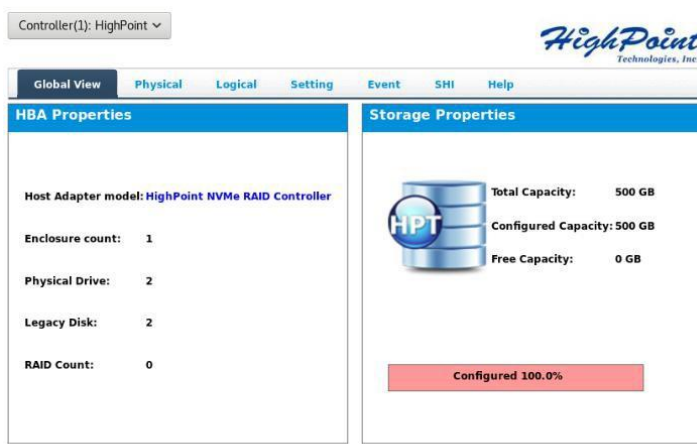 Controller(1): HighPoint
HighPoint
Technologies, Inc
Global View Physical Logical Setting Event SHI Help
HBA Properties
Host Adapter model: HighPoint NVMe RAID Controller
Enclosure count: 1
Physical Drive: 2
Legacy Disk: 2
RAID Count: 0
Storage Properties
HPT
Total Capacity: 500 GB
Configured Capacity: 500 GB
Free Capacity: 0 GB
Configured 100.0%